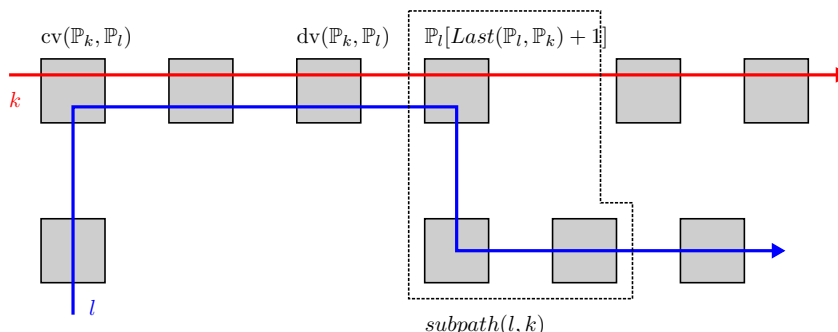 cv(ℙ_k, ℙ_l)
dv(ℙ_k, ℙ_l)
ℙ_l[Last(ℙ_l, ℙ_k) + 1]
k
l
subpath(l, k)